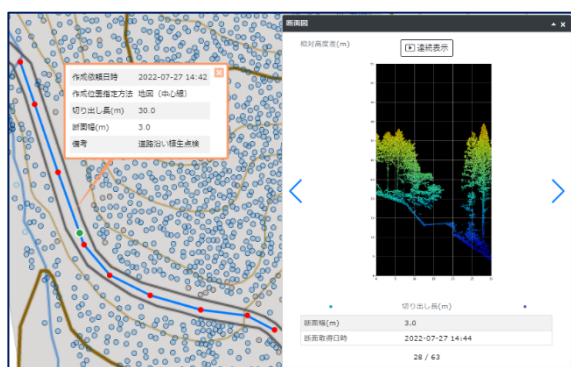 作成依頼日時 2022-07-27 14:42
作成位置指定方法 地図(中心線)
切り出し長(m) 30.0
断面幅(m) 3.0
備考 道路沿い植生点検
断面図
相対高度差(m)
連続表示
切り出し長(m)
断面幅(m) 3.0
断面取得日時 2022-07-27 14:44
28 / 63